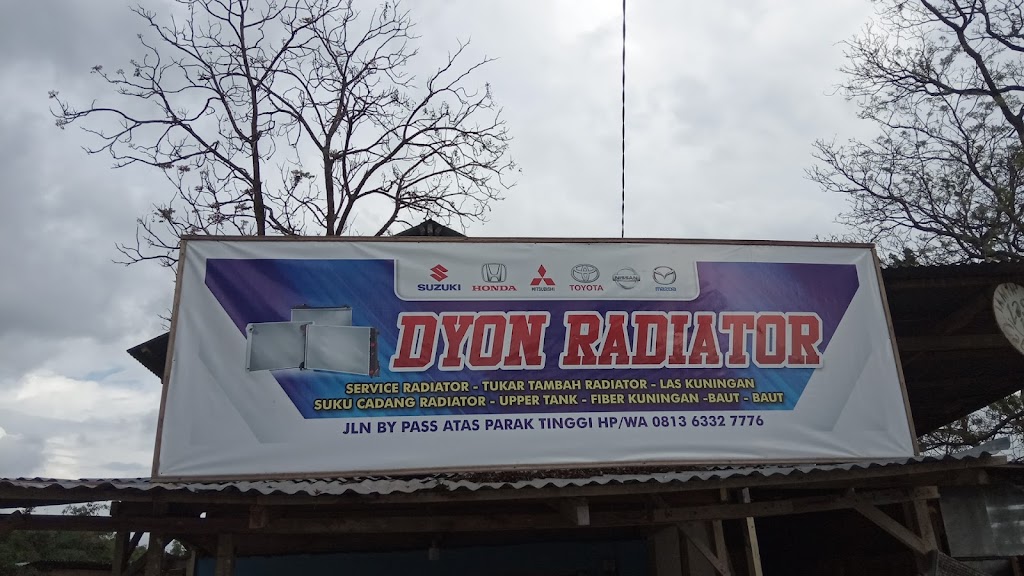 SUZUKI HONDA MITSUBISHI TOYOTA NISSAN mazda
DYON RADIATOR
SERVICE RADIATOR - TUKAR TAMBAH RADIATOR - LAS KUNINGAN
SUKU CADANG RADIATOR - UPPER TANK - FIBER KUNINGAN -BAUT - BAUT
JLN BY PASS ATAS PARAK TINGGI HP/WA 0813 6332 7776